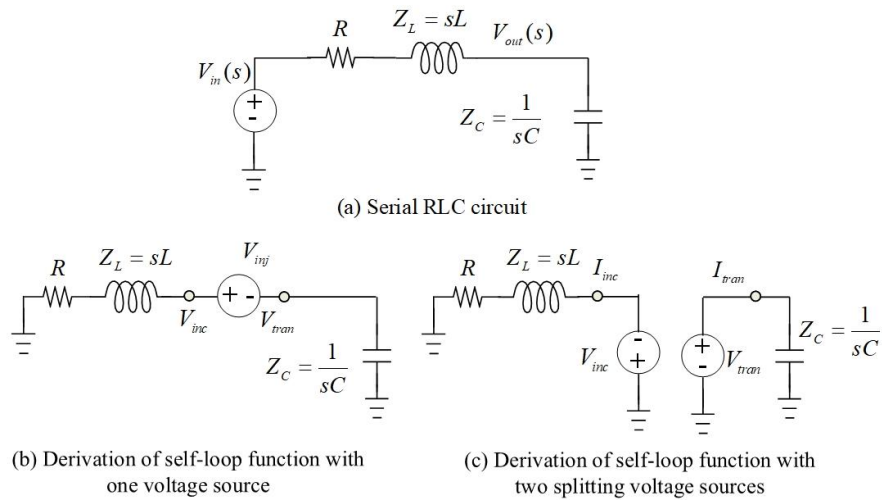 Z_L = sL
R
V_out(s)
V_in(s)
+
-
Z_C = 1/sC
(a) Serial RLC circuit
Z_L = sL
V_inj
R
+ -
V_inc
V_tran
Z_C = 1/sC
(b) Derivation of self-loop function with
one voltage source
Z_L = sL
I_inc
I_tran
R
-
+
V_inc
+
-
V_tran
Z_C = 1/sC
(c) Derivation of self-loop function with
two splitting voltage sources